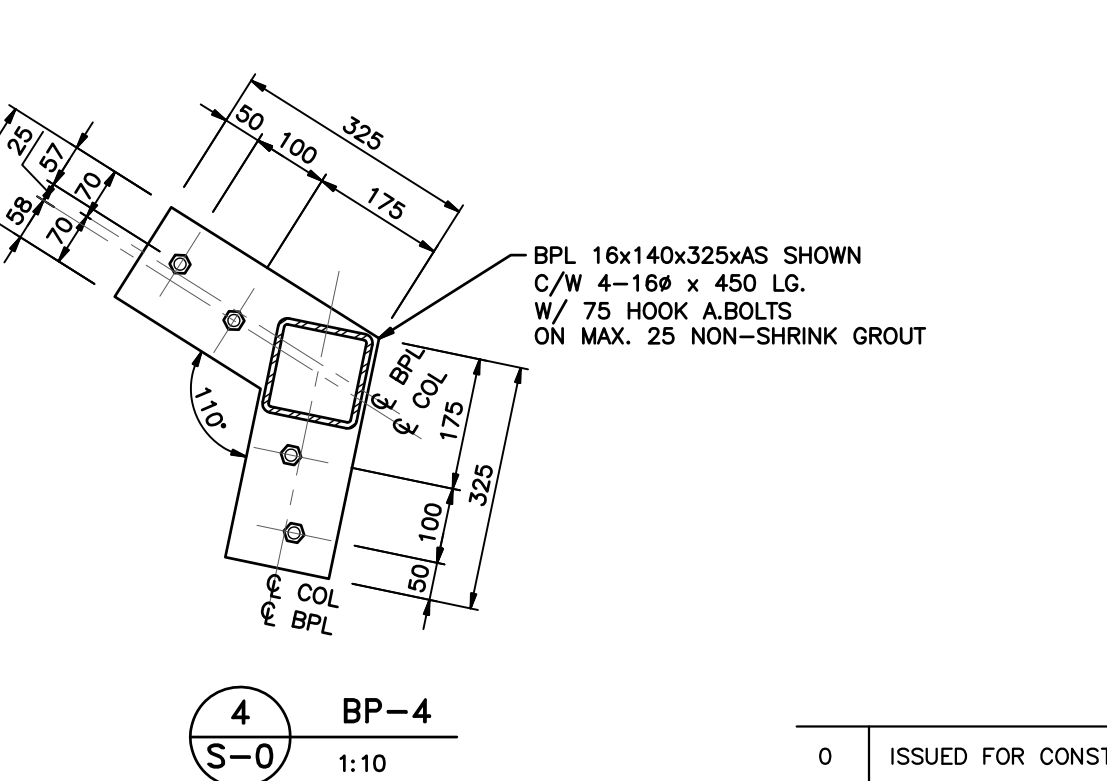 50
100
325
175
25
57
70
58
70
BPL 16x140x325xAS SHOWN
C/W 4-16ø x 450 LG.
W/ 75 HOOK A.BOLTS
ON MAX. 25 NON-SHRINK GROUT
℄ BPL
℄ COL
110°
175
325
100
50
℄ COL
℄ BPL
4
S-0
BP-4
1:10
0
ISSUED FOR CONST